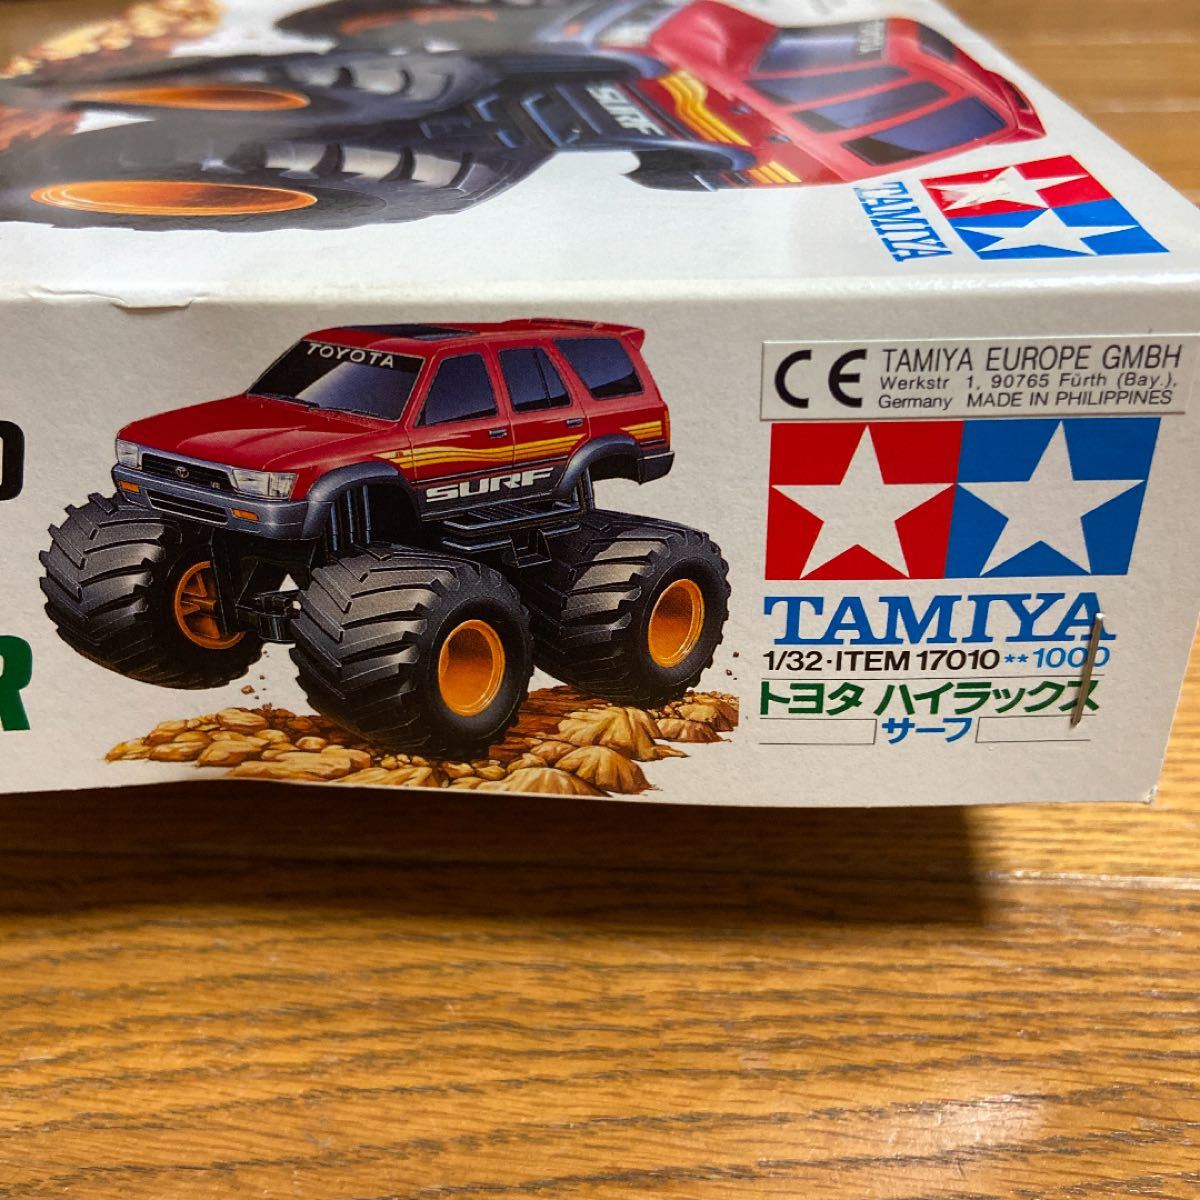 SURF
TAMIYA
TOYOTA
SURF
CE TAMIYA EUROPE GMBH
Werkstr 1, 90765 Fürth (Bay.),
Germany MADE IN PHILIPPINES
TAMIYA
1/32・ITEM 17010 **1000
トヨタ ハイラックス
サーフ
R